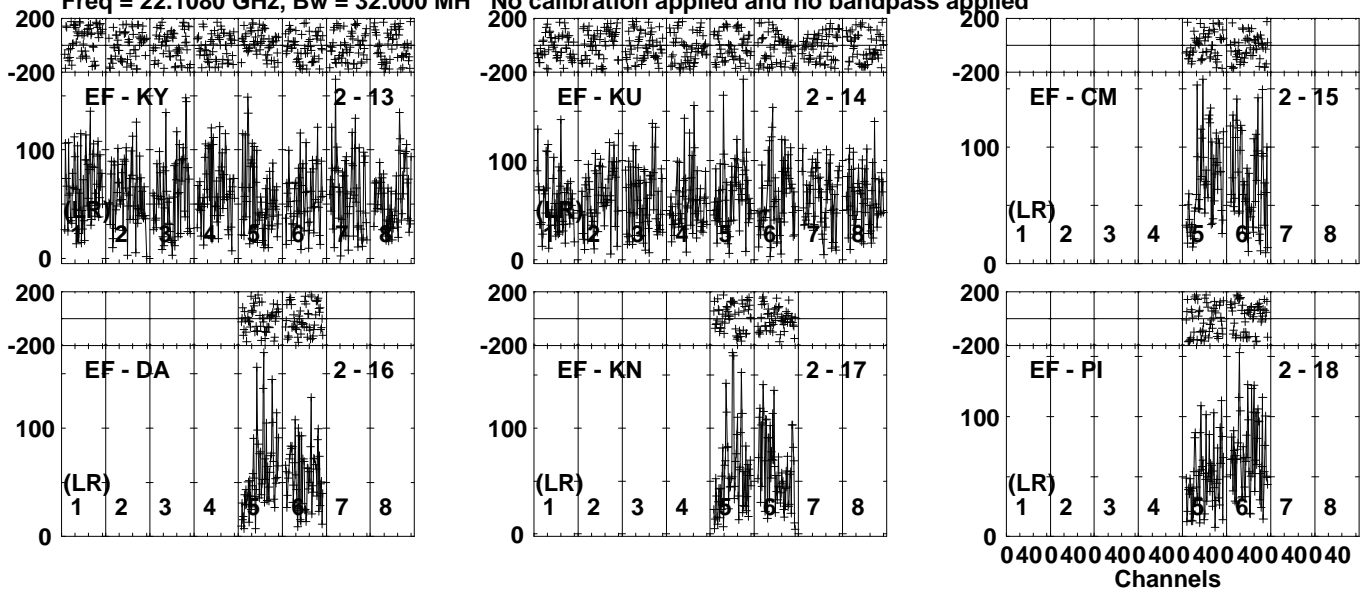 Freq = 22.1080 GHz, Bw = 32.000 MH No calibration applied and no bandpass applied
200
-200
EF - KY 2 - 13
100
(LR)
1 2 3 4 5 6 7 8
0
200
-200
EF - KU 2 - 14
100
(LR)
1 2 3 4 5 6 7 8
0
200
-200
EF - CM 2 - 15
100
(LR)
1 2 3 4 5 6 7 8
0
200
-200
EF - DA 2 - 16
100
(LR)
1 2 3 4 5 6 7 8
0
200
-200
EF - KN 2 - 17
100
(LR)
1 2 3 4 5 6 7 8
0
200
-200
EF - PI 2 - 18
100
(LR)
1 2 3 4 5 6 7 8
0
0 40 0 40 0 40 0 40 0 40 0 40 0 40 0 40
Channels